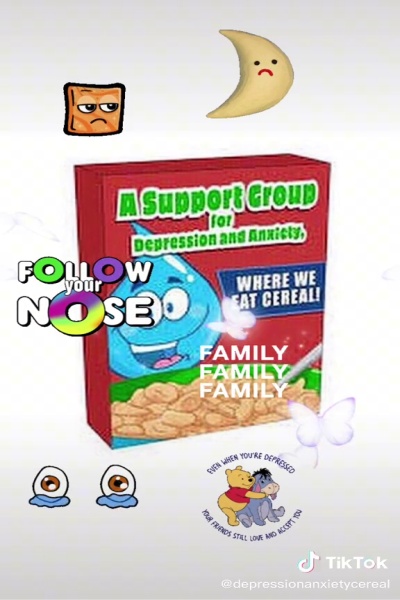 A Support Group
for
Depression and Anxiety,
WHERE WE
EAT CEREAL!
FOLLOW
your
NOSE
FAMILY
FAMILY
FAMILY
EVEN WHEN YOU'RE DEPRESSED
YOUR FRIENDS STILL LOVE AND ACCEPT YOU
TikTok
@depressionanxietycereal